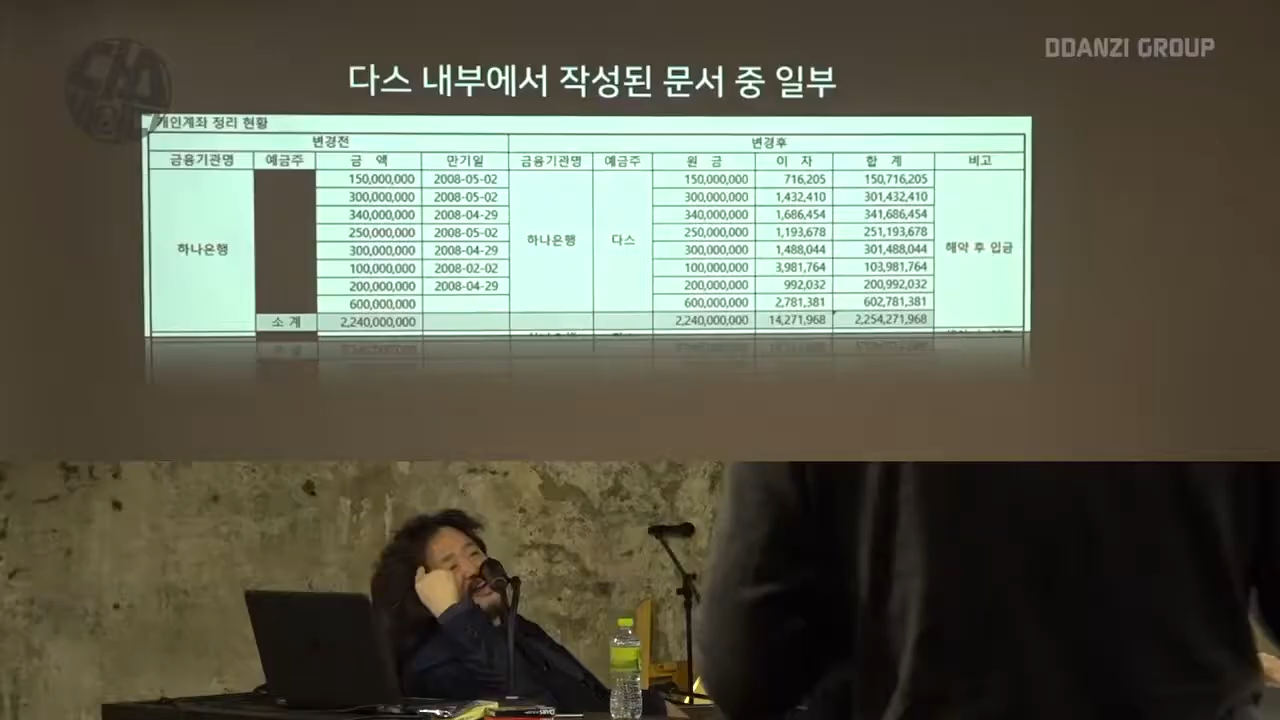 DDANZI GROUP
다스 내부에서 작성된 문서 중 일부
개인계좌 정리 현황
변경전 변경후
금융기관명 예금주 금 액 만기일 금융기관명 예금주 원 금 이 자 합 계 비고
150,000,000 2008-05-02 150,000,000 716,205 150,716,205
300,000,000 2008-05-02 300,000,000 1,432,410 301,432,410
340,000,000 2008-04-29 340,000,000 1,686,454 341,686,454
250,000,000 2008-05-02 250,000,000 1,193,678 251,193,678
하나은행 하나은행 다스 해약 후 입금
300,000,000 2008-04-29 300,000,000 1,488,044 301,488,044
100,000,000 2008-02-02 100,000,000 3,981,764 103,981,764
200,000,000 2008-04-29 200,000,000 992,032 200,992,032
600,000,000 600,000,000 2,781,381 602,781,381
소 계 2,240,000,000 2,240,000,000 14,271,968 2,254,271,968